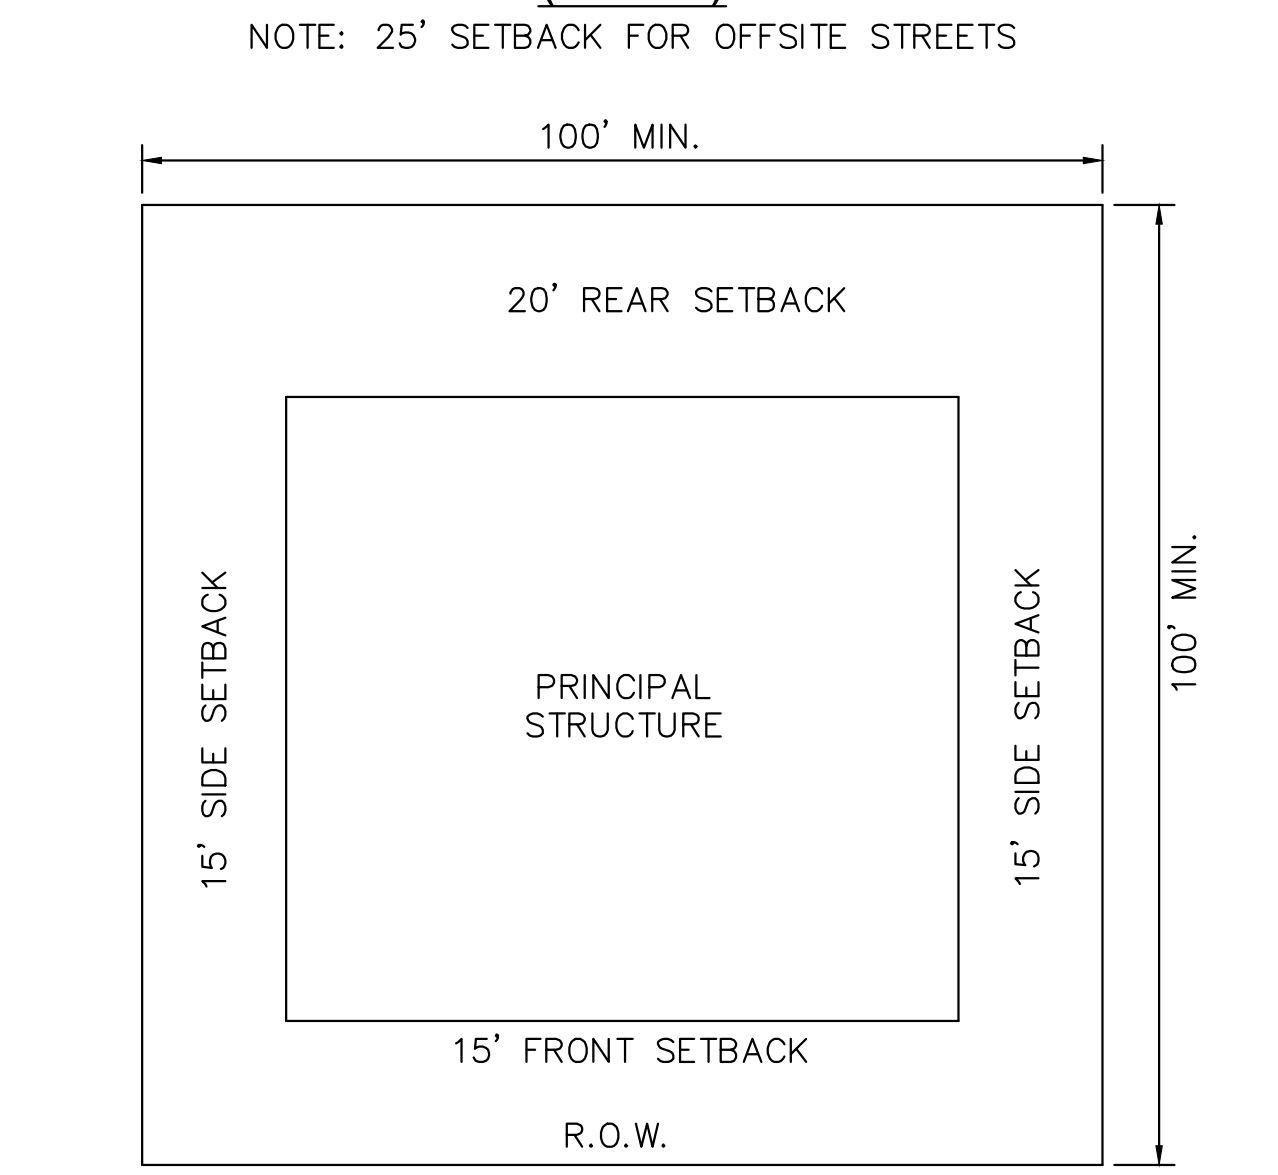 NOTE: 25' SETBACK FOR OFFSITE STREETS
100' MIN.
20' REAR SETBACK
15' SIDE SETBACK
PRINCIPAL
STRUCTURE
15' SIDE SETBACK
100' MIN.
15' FRONT SETBACK
R.O.W.